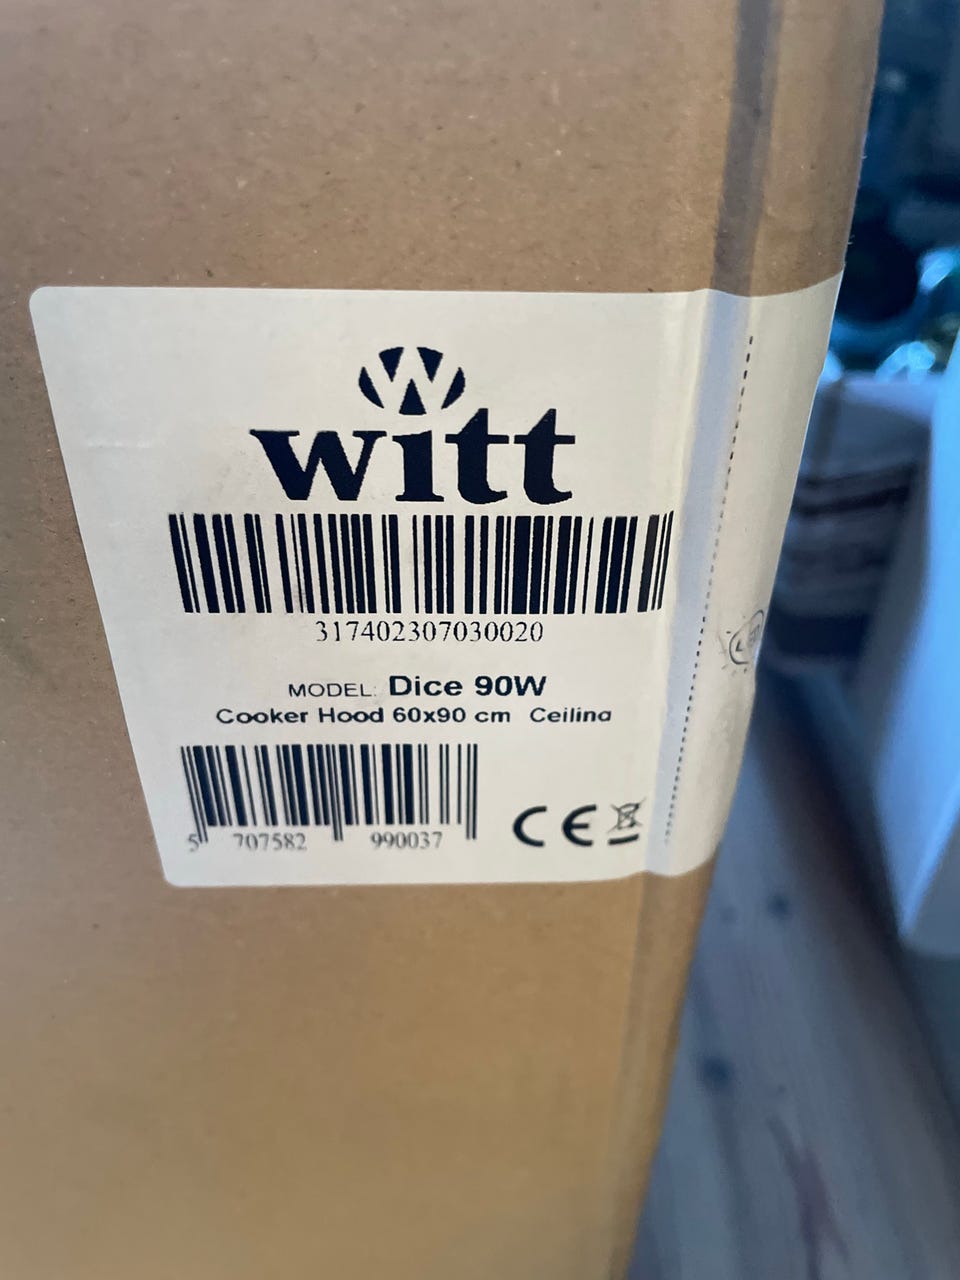 witt
317402307030020
MODEL: Dice 90W
Cooker Hood 60x90 cm Ceiling
5 707582 990037
CE